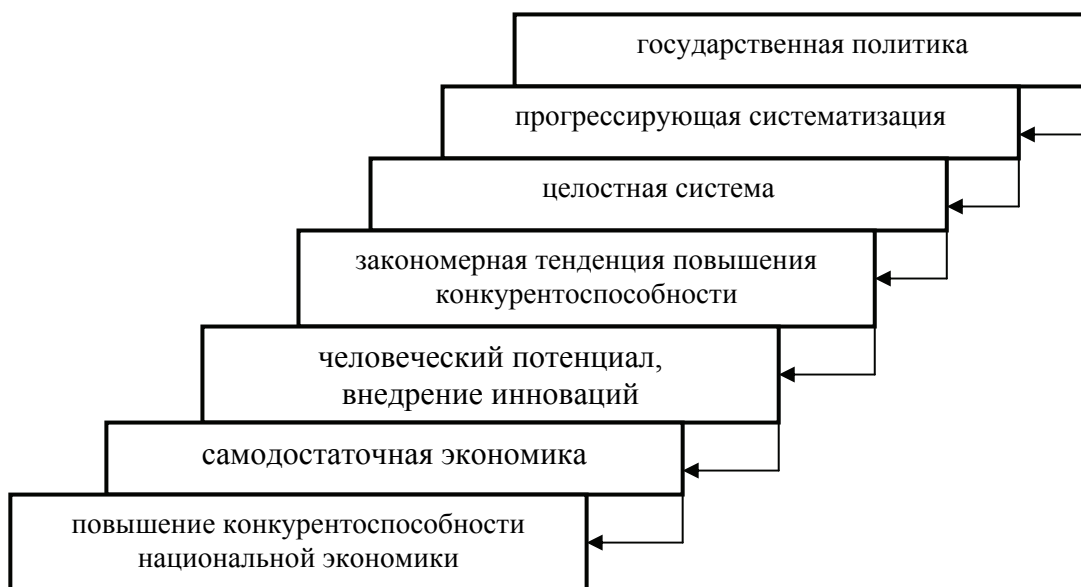 государственная политика
прогрессирующая систематизация
целостная система
закономерная тенденция повышения
конкурентоспособности
человеческий потенциал,
внедрение инноваций
самодостаточная экономика
повышение конкурентоспособности
национальной экономики